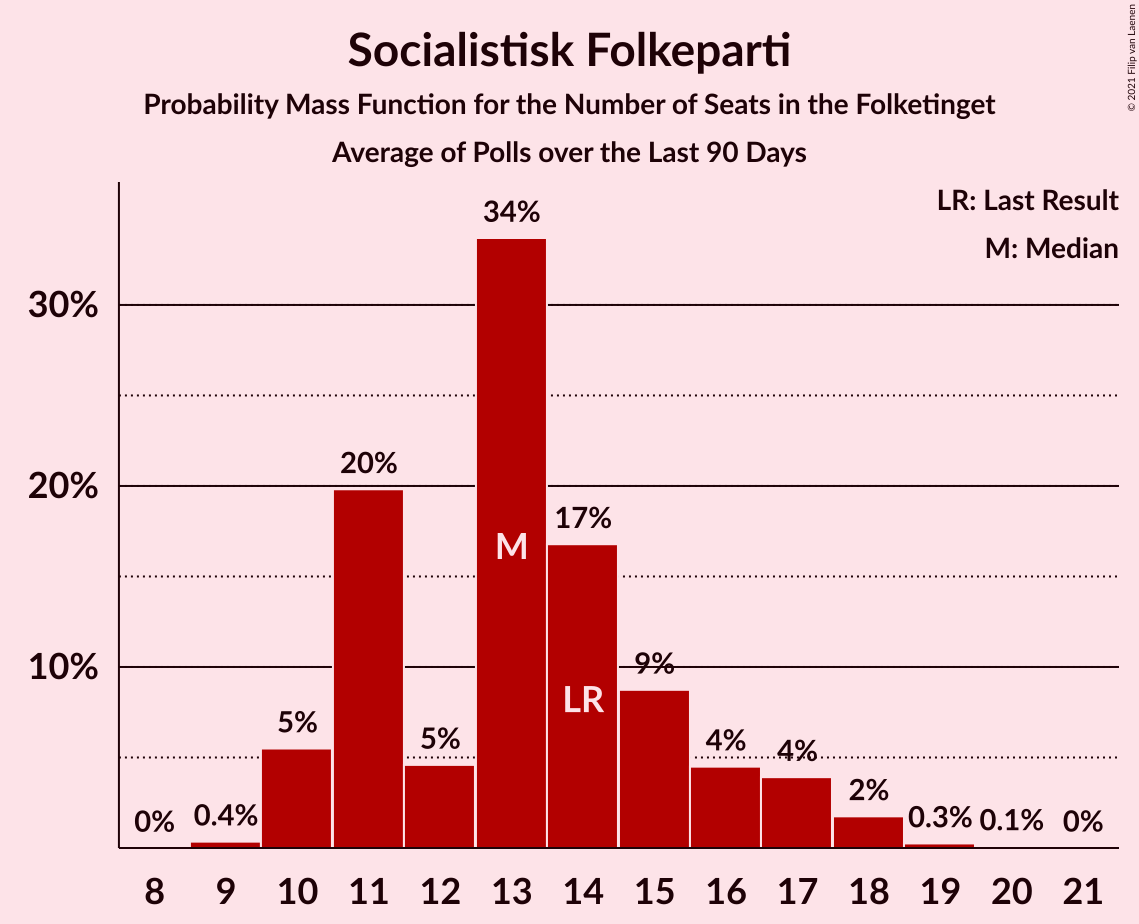 Socialistisk Folkeparti
Probability Mass Function for the Number of Seats in the Folketinget
Average of Polls over the Last 90 Days
© 2021 Filip van Laenen
LR: Last Result
M: Median
34%
30%
20%
20%
17%
M
10%
9%
LR
5%
5%
4%
4%
2%
0%
0.4%
0.3%
0.1%
0%
8 9 10 11 12 13 14 15 16 17 18 19 20 21